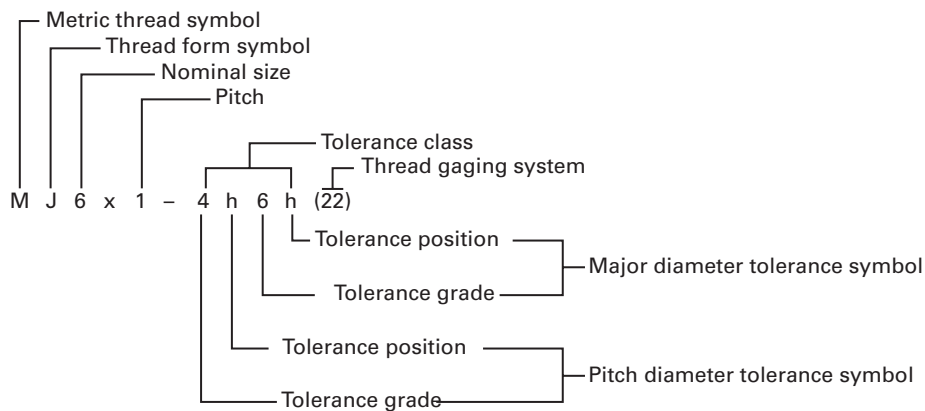 Metric thread symbol
Thread form symbol
Nominal size
Pitch
Tolerance class
Thread gaging system
M J 6 x 1 – 4 h 6 h (22)
Tolerance position
Major diameter tolerance symbol
Tolerance grade
Tolerance position
Pitch diameter tolerance symbol
Tolerance grade